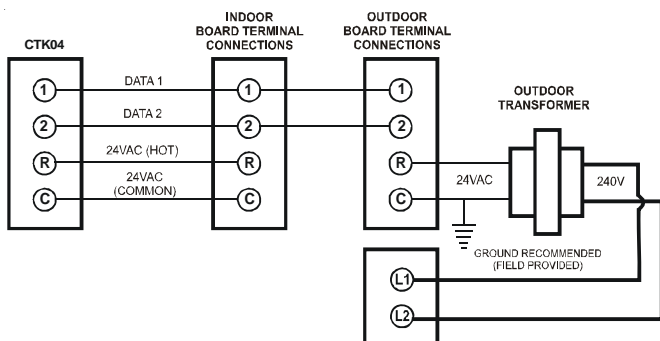 INDOOR
BOARD TERMINAL
CONNECTIONS
OUTDOOR
BOARD TERMINAL
CONNECTIONS
CTK04
OUTDOOR
TRANSFORMER
1
DATA 1
1
1
2
DATA 2
2
2
R
24VAC (HOT)
R
R
24VAC
(COMMON)
24VAC
240V
C
C
C
GROUND RECOMMENDED
(FIELD PROVIDED)
L1
L2